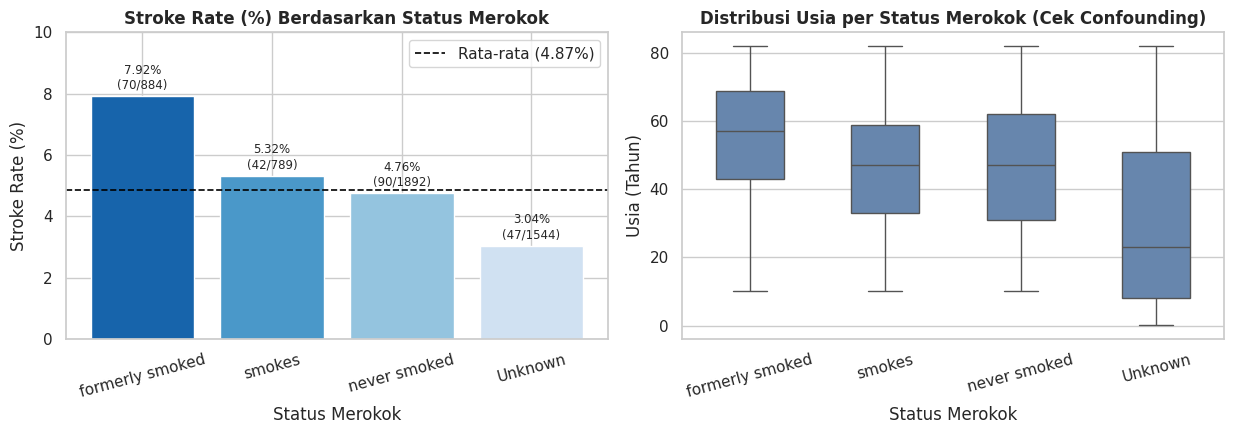 Stroke Rate (%) Berdasarkan Status Merokok
10
8
6
4
2
0
Stroke Rate (%)
Rata-rata (4.87%)
7.92%
(70/884)
5.32%
(42/789)
4.76%
(90/1892)
3.04%
(47/1544)
formerly smoked
smokes
never smoked
Unknown
Status Merokok
Distribusi Usia per Status Merokok (Cek Confounding)
80
60
40
20
0
Usia (Tahun)
formerly smoked
smokes
never smoked
Unknown
Status Merokok